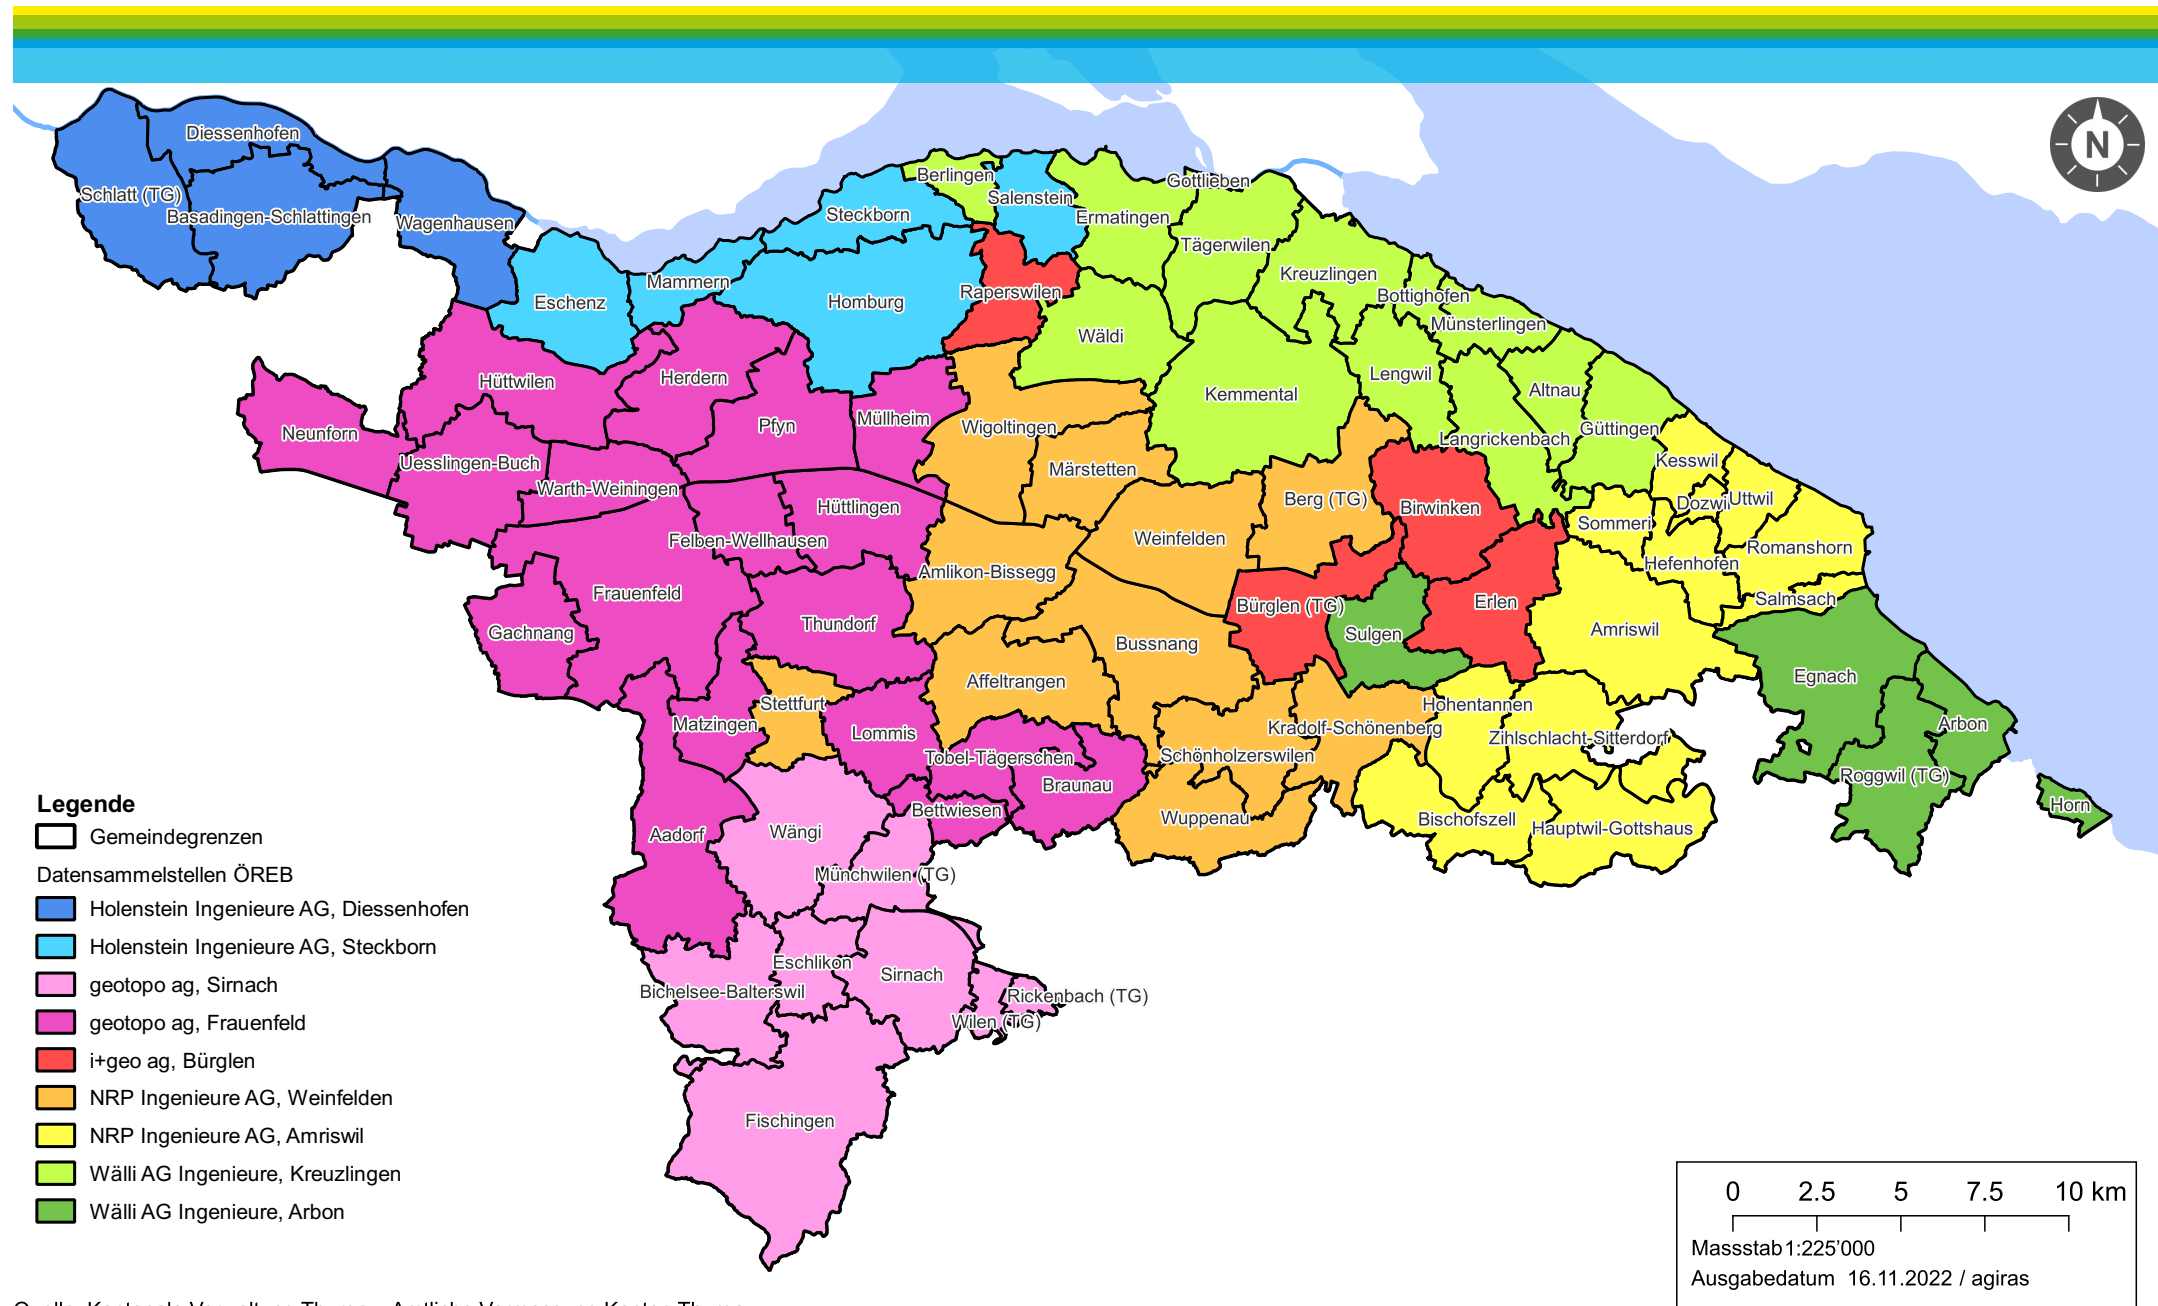 N
Diessenhofen
Schlatt (TG)
Basadingen-Schlattingen
Wagenhausen
Berlingen
Gottlieben
Salenstein
Steckborn
Ermatingen
Tägerwilen
Kreuzlingen
Mammern
Eschenz
Homburg
Raperswilen
Bottighofen
Münsterlingen
Wäldi
Hüttwilen
Herdern
Lengwil
Altnau
Kemmental
Neunforn
Pfyn
Müllheim
Wigoltingen
Langrickenbach
Güttingen
Uesslingen-Buch
Märstetten
Kesswil
Warth-Weiningen
Hüttlingen
Berg (TG)
Birwinken
Dozwil
Uttwil
Sommeri
Felben-Wellhausen
Weinfelden
Romanshorn
Hefenhofen
Amlikon-Bissegg
Frauenfeld
Bürglen (TG)
Erlen
Salmsach
Gachnang
Thundorf
Sulgen
Amriswil
Bussnang
Affeltrangen
Egnach
Stettfurt
Hohentannen
Matzingen
Lommis
Kradolf-Schönenberg
Zihlschlacht-Sitterdorf
Arbon
Tobel-Tägerschen
Schönholzerswilen
Braunau
Roggwil (TG)
Horn
Bettwiesen
Wuppenau
Bischofszell
Hauptwil-Gottshaus
Aadorf
Wängi
Münchwilen (TG)
Eschlikon
Sirnach
Bichelsee-Balterswil
Rickenbach (TG)
Wilen (TG)
Fischingen
Legende
Gemeindegrenzen
Datensammelstellen ÖREB
Holenstein Ingenieure AG, Diessenhofen
Holenstein Ingenieure AG, Steckborn
geotopo ag, Sirnach
geotopo ag, Frauenfeld
i+geo ag, Bürglen
NRP Ingenieure AG, Weinfelden
NRP Ingenieure AG, Amriswil
Wälli AG Ingenieure, Kreuzlingen
Wälli AG Ingenieure, Arbon
0 2.5 5 7.5 10 km
Massstab 1:225'000
Ausgabedatum 16.11.2022 / agiras